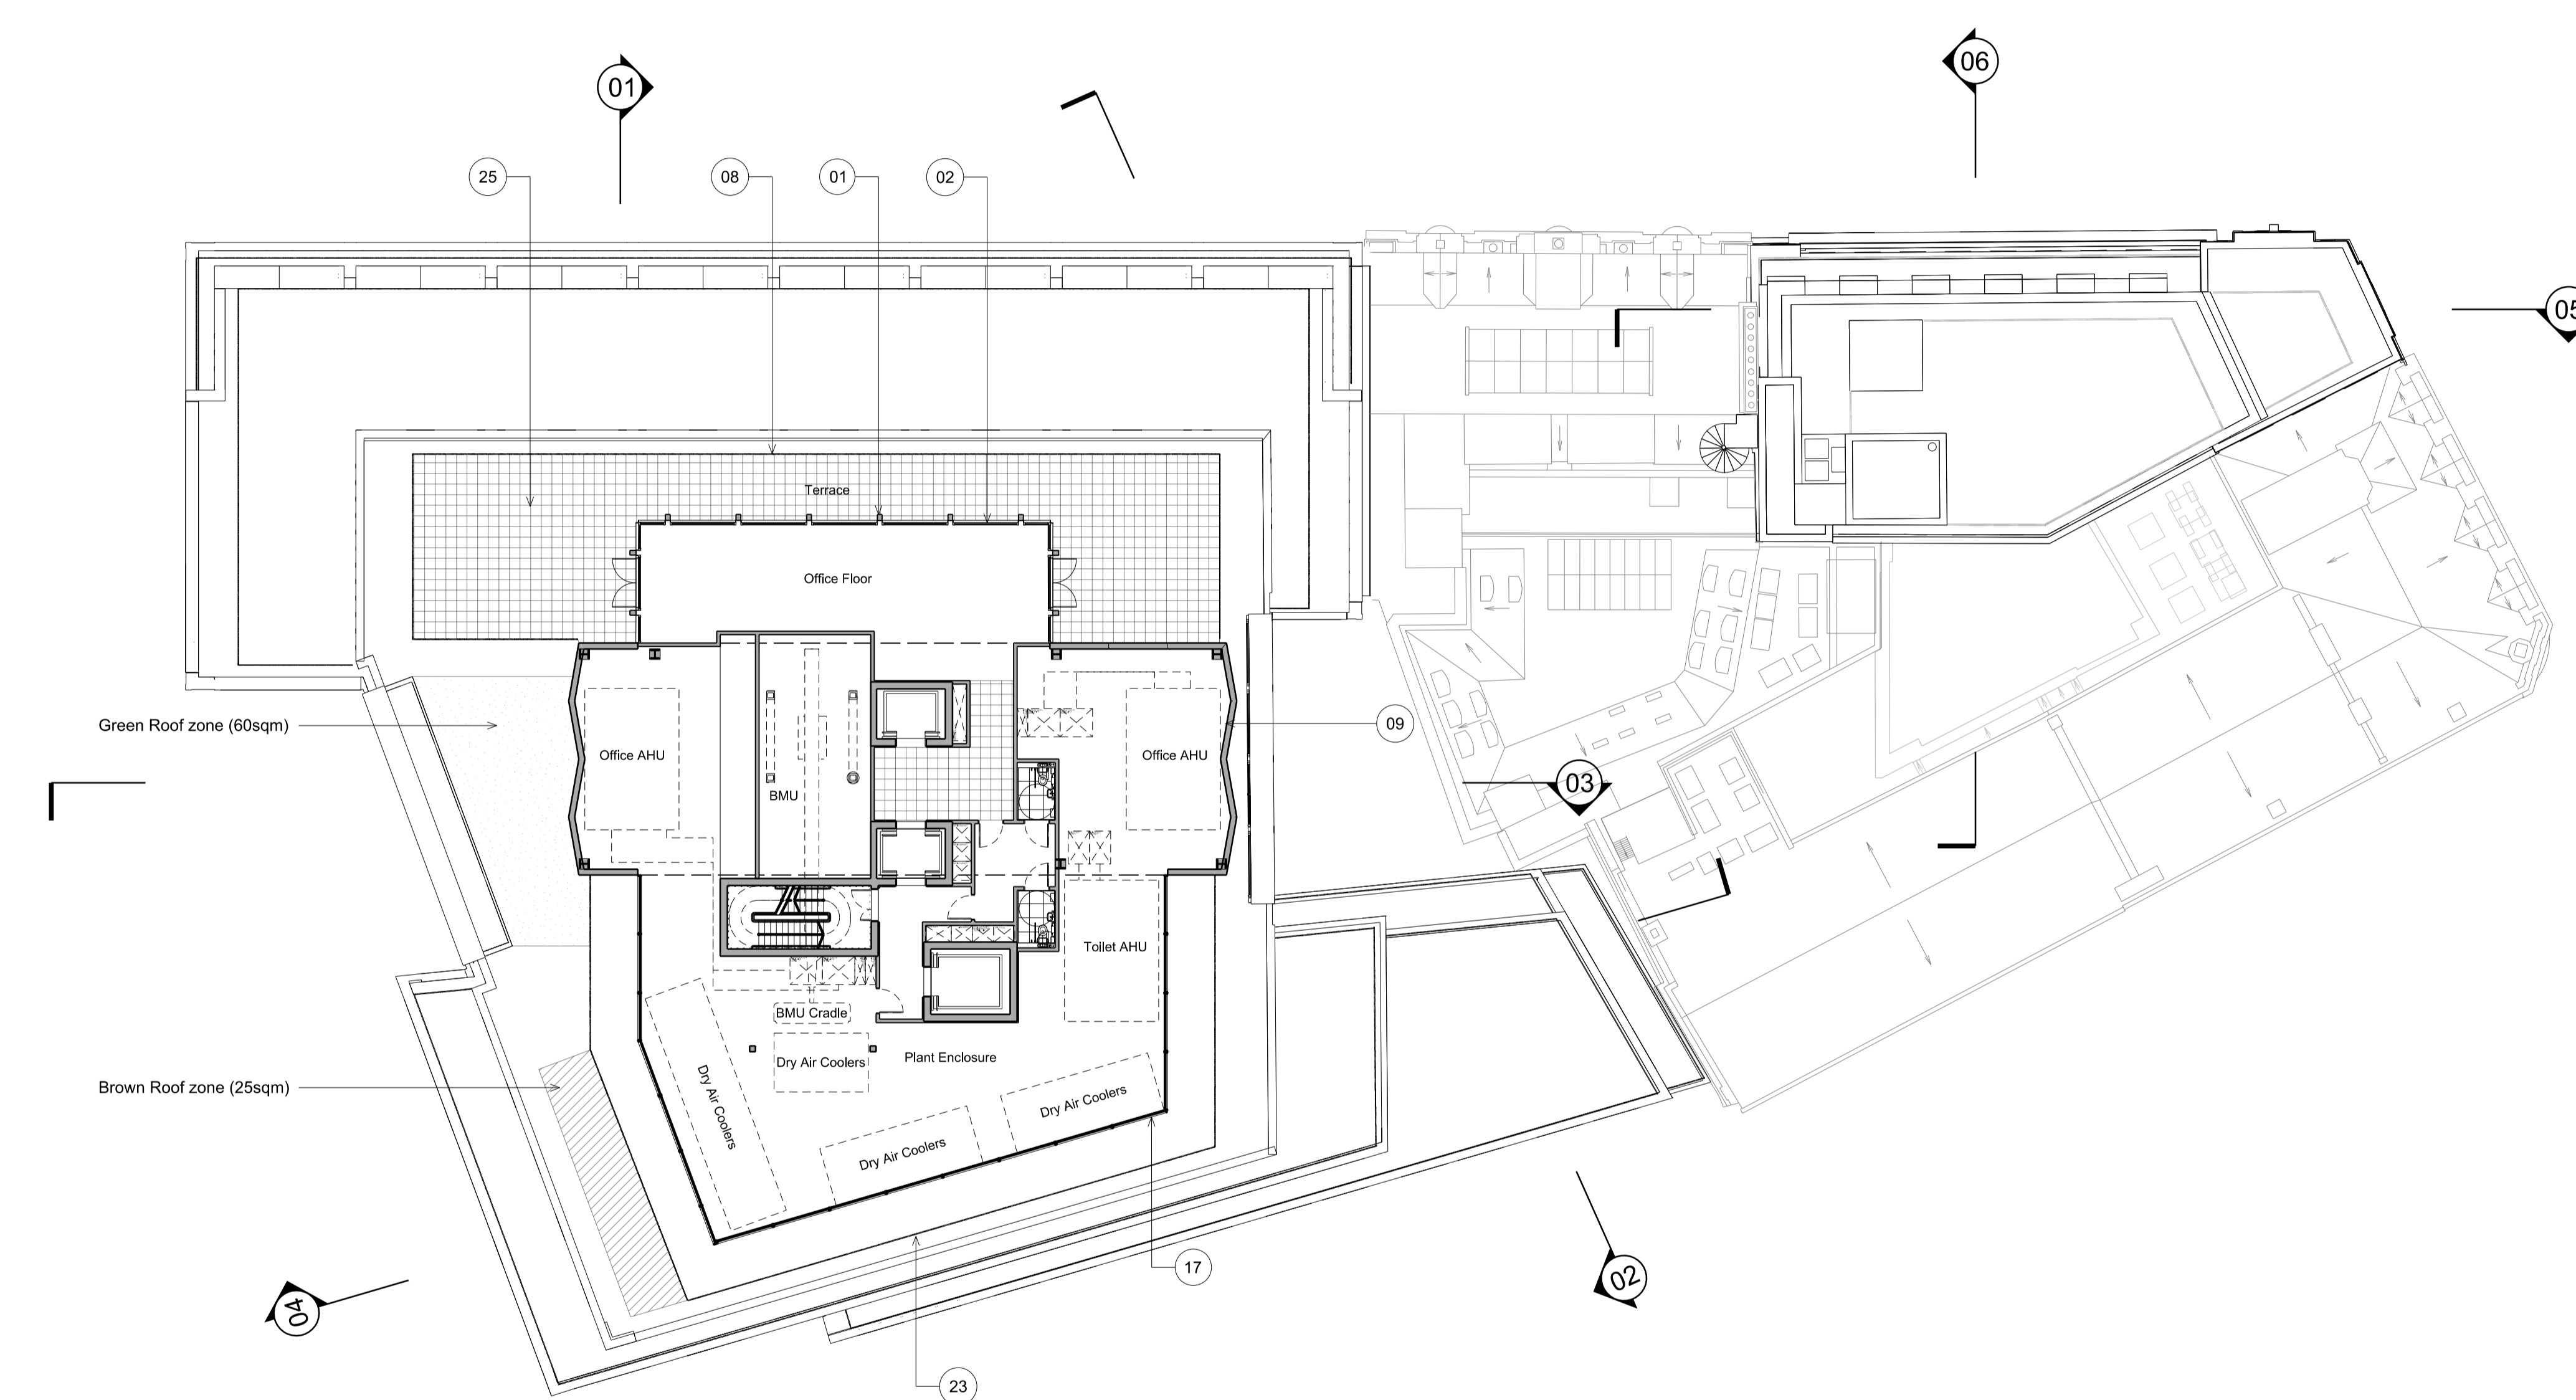 01
06
25
08
01
02
05
Terrace
Office Floor
Green Roof zone (60sqm)
09
Office AHU
Office AHU
BMU
03
Toilet AHU
BMU Cradle
Dry Air Coolers
Plant Enclosure
Brown Roof zone (25sqm)
Dry Air Coolers
Dry Air Coolers
Dry Air Coolers
17
02
04
23